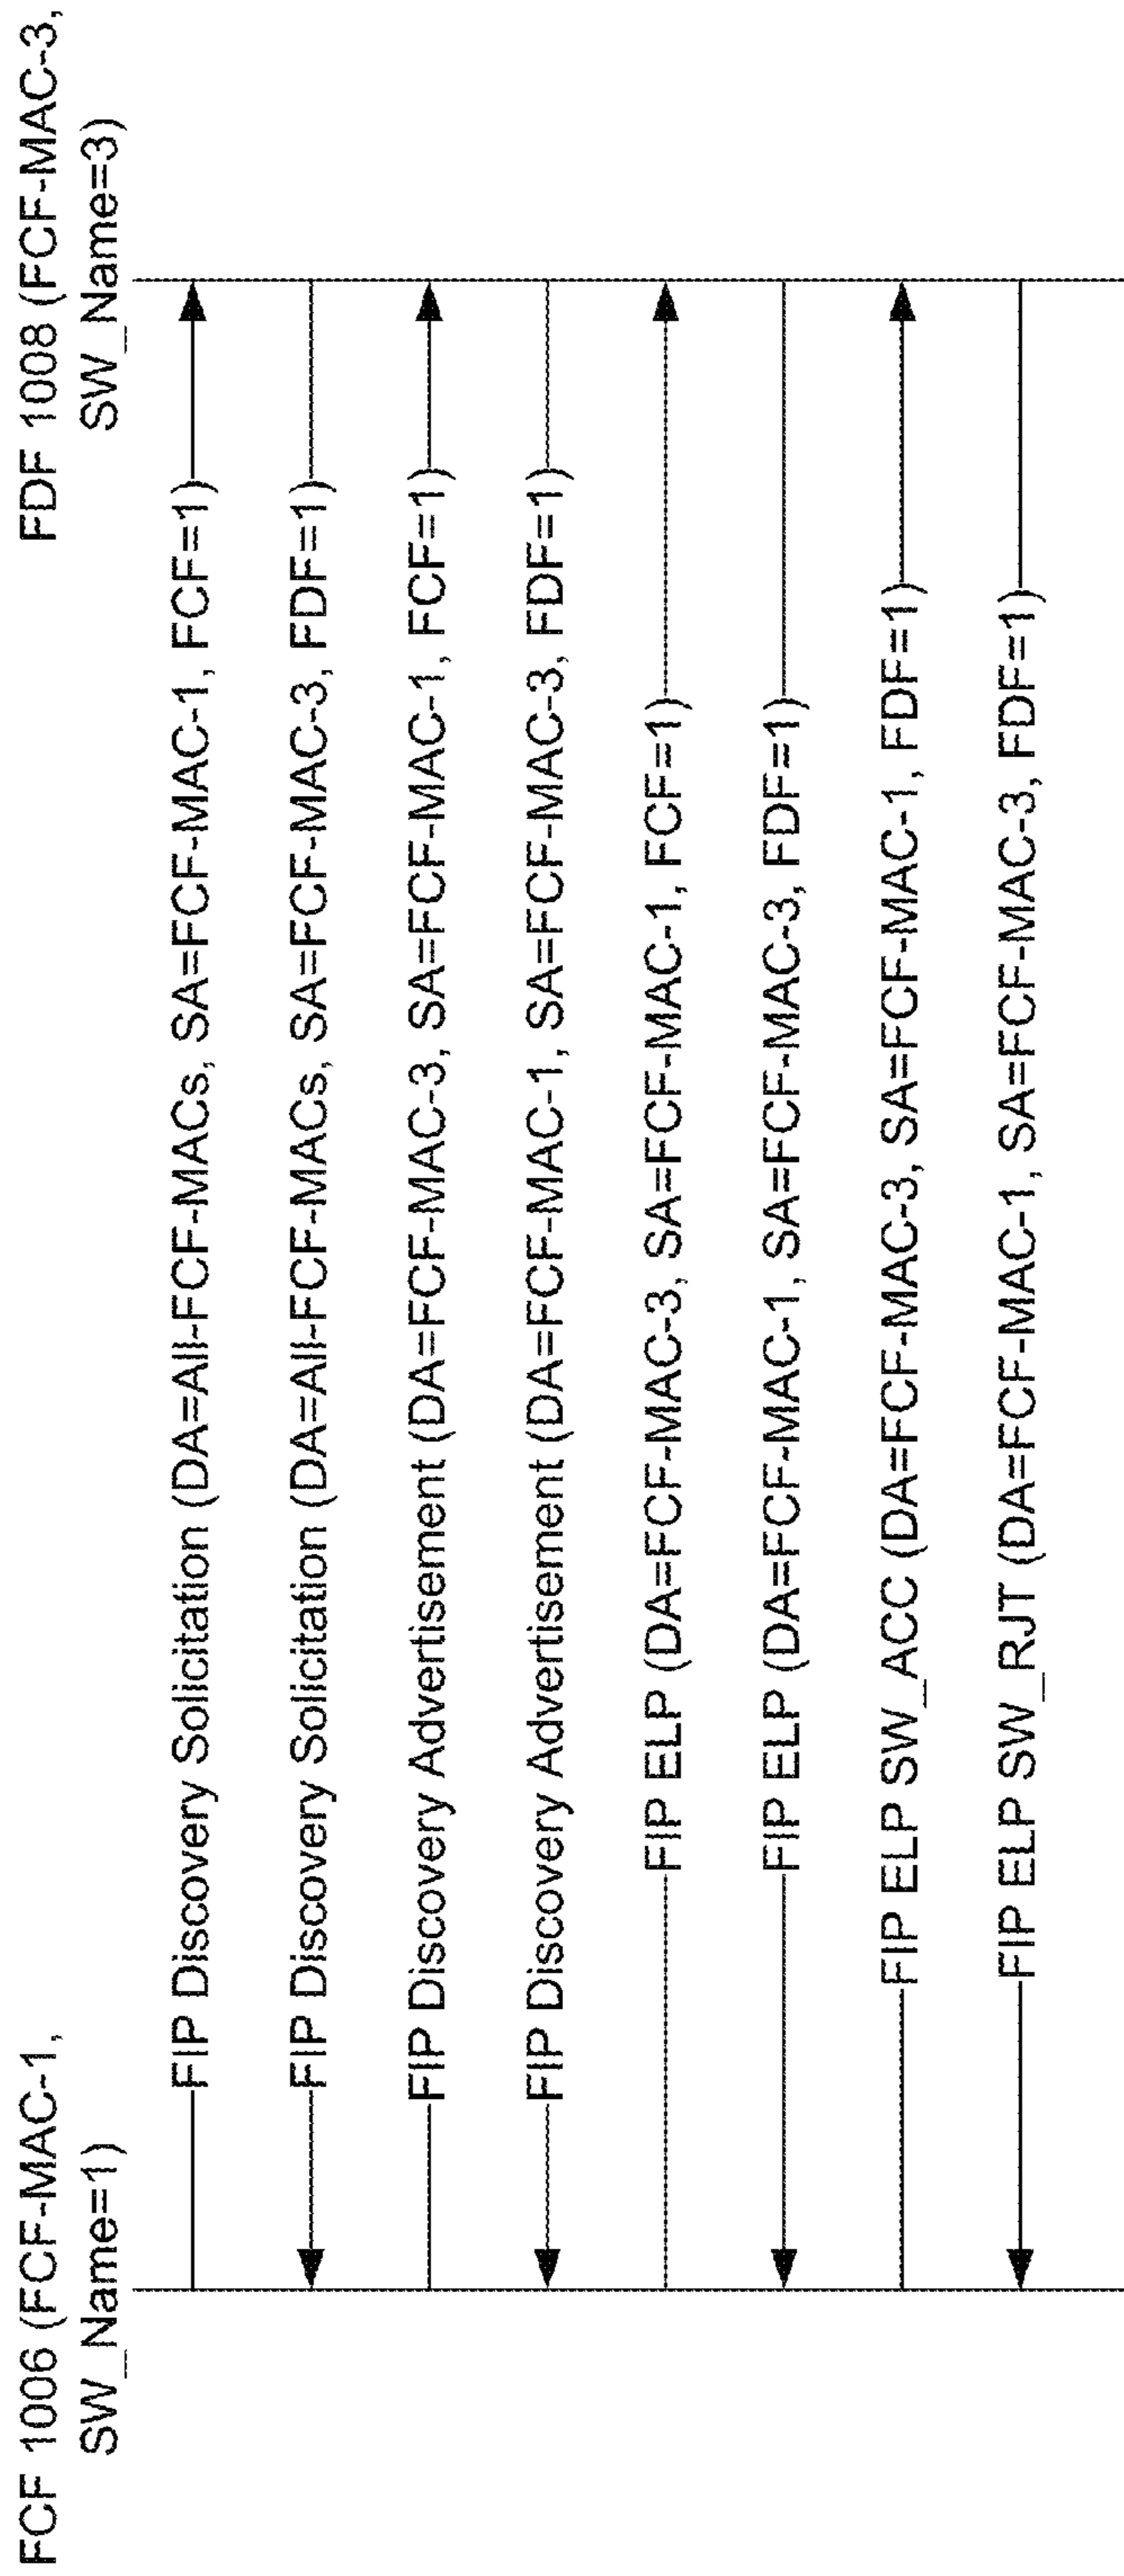 FCF 1006 (FCF-MAC-1,
SW_Name=1)
FDF 1008 (FCF-MAC-3,
SW_Name=3)
FIP Discovery Solicitation (DA=All-FCF-MACs, SA=FCF-MAC-1, FCF=1)
FIP Discovery Solicitation (DA=All-FCF-MACs, SA=FCF-MAC-3, FDF=1)
FIP Discovery Advertisement (DA=FCF-MAC-3, SA=FCF-MAC-1, FCF=1)
FIP Discovery Advertisement (DA=FCF-MAC-1, SA=FCF-MAC-3, FDF=1)
FIP ELP (DA=FCF-MAC-3, SA=FCF-MAC-1, FCF=1)
FIP ELP (DA=FCF-MAC-1, SA=FCF-MAC-3, FDF=1)
FIP ELP SW_ACC (DA=FCF-MAC-3, SA=FCF-MAC-1, FDF=1)
FIP ELP SW_RJT (DA=FCF-MAC-1, SA=FCF-MAC-3, FDF=1)